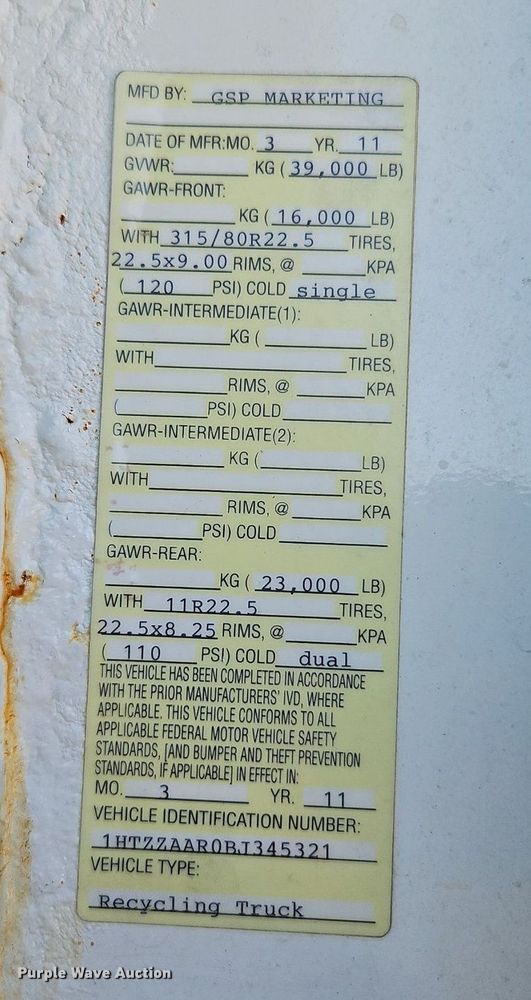 MFD BY: GSP MARKETING
DATE OF MFR:MO. 3 YR. 11
GVWR: KG ( 39,000 LB)
GAWR-FRONT:
KG ( 16,000 LB)
WITH 315/80R22.5 TIRES,
22.5x9.00 RIMS, @ KPA
( 120 PSI) COLD single
GAWR-INTERMEDIATE(1):
KG ( LB)
WITH TIRES,
RIMS, @ KPA
( PSI) COLD
GAWR-INTERMEDIATE(2):
KG ( LB)
WITH TIRES,
RIMS, @ KPA
( PSI) COLD
GAWR-REAR:
KG ( 23,000 LB)
WITH 11R22.5 TIRES,
22.5x8.25 RIMS, @ KPA
( 110 PSI) COLD dual
THIS VEHICLE HAS BEEN COMPLETED IN ACCORDANCE
WITH THE PRIOR MANUFACTURERS' IVD, WHERE
APPLICABLE. THIS VEHICLE CONFORMS TO ALL
APPLICABLE FEDERAL MOTOR VEHICLE SAFETY
STANDARDS, [AND BUMPER AND THEFT PREVENTION
STANDARDS, IF APPLICABLE] IN EFFECT IN:
MO. 3 YR. 11
VEHICLE IDENTIFICATION NUMBER:
1HTZZAAR0BJ345321
VEHICLE TYPE:
Recycling Truck
Purple Wave Auction